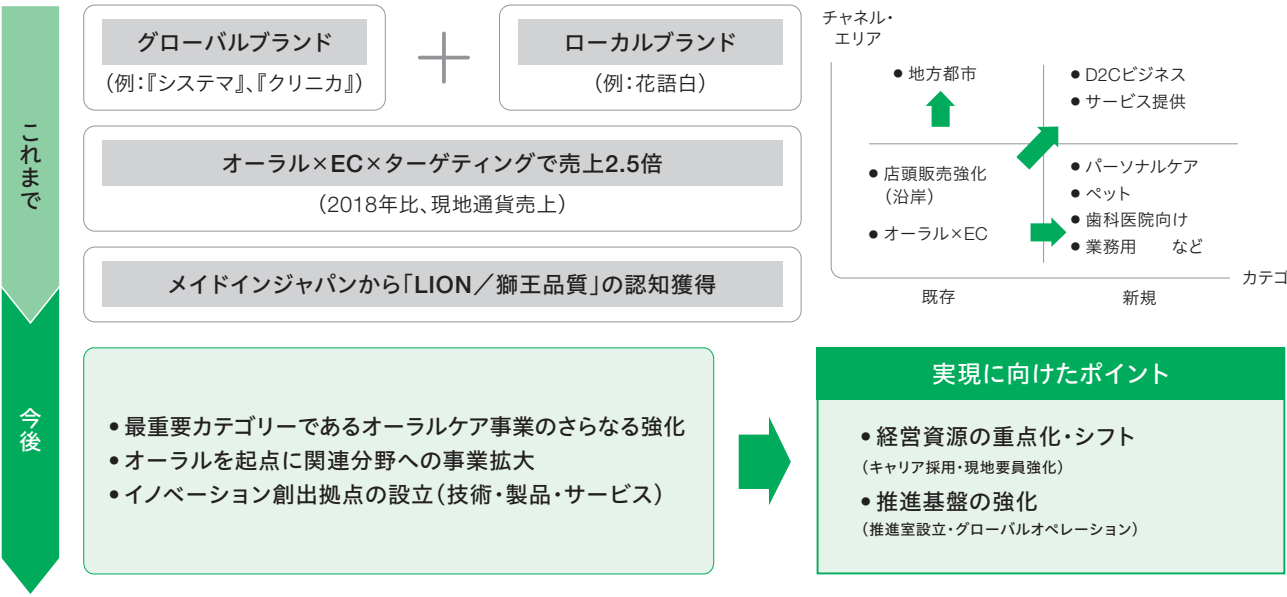 これまで
グローバルブランド
(例：『システマ』、『クリニカ』)
ローカルブランド
(例：花語白)
オーラル×EC×ターゲティングで売上2.5倍
(2018年比、現地通貨売上)
メイドインジャパンから「LION／獅王品質」の認知獲得
チャネル・
エリア
● 地方都市
● D2Cビジネス
● サービス提供
● 店頭販売強化
(沿岸)
● オーラル×EC
● パーソナルケア
● ペット
● 歯科医院向け
● 業務用　など
カテゴ
既存
新規
今後
● 最重要カテゴリーであるオーラルケア事業のさらなる強化
● オーラルを起点に関連分野への事業拡大
● イノベーション創出拠点の設立(技術・製品・サービス)
実現に向けたポイント
● 経営資源の重点化・シフト
(キャリア採用・現地要員強化)
● 推進基盤の強化
(推進室設立・グローバルオペレーション)